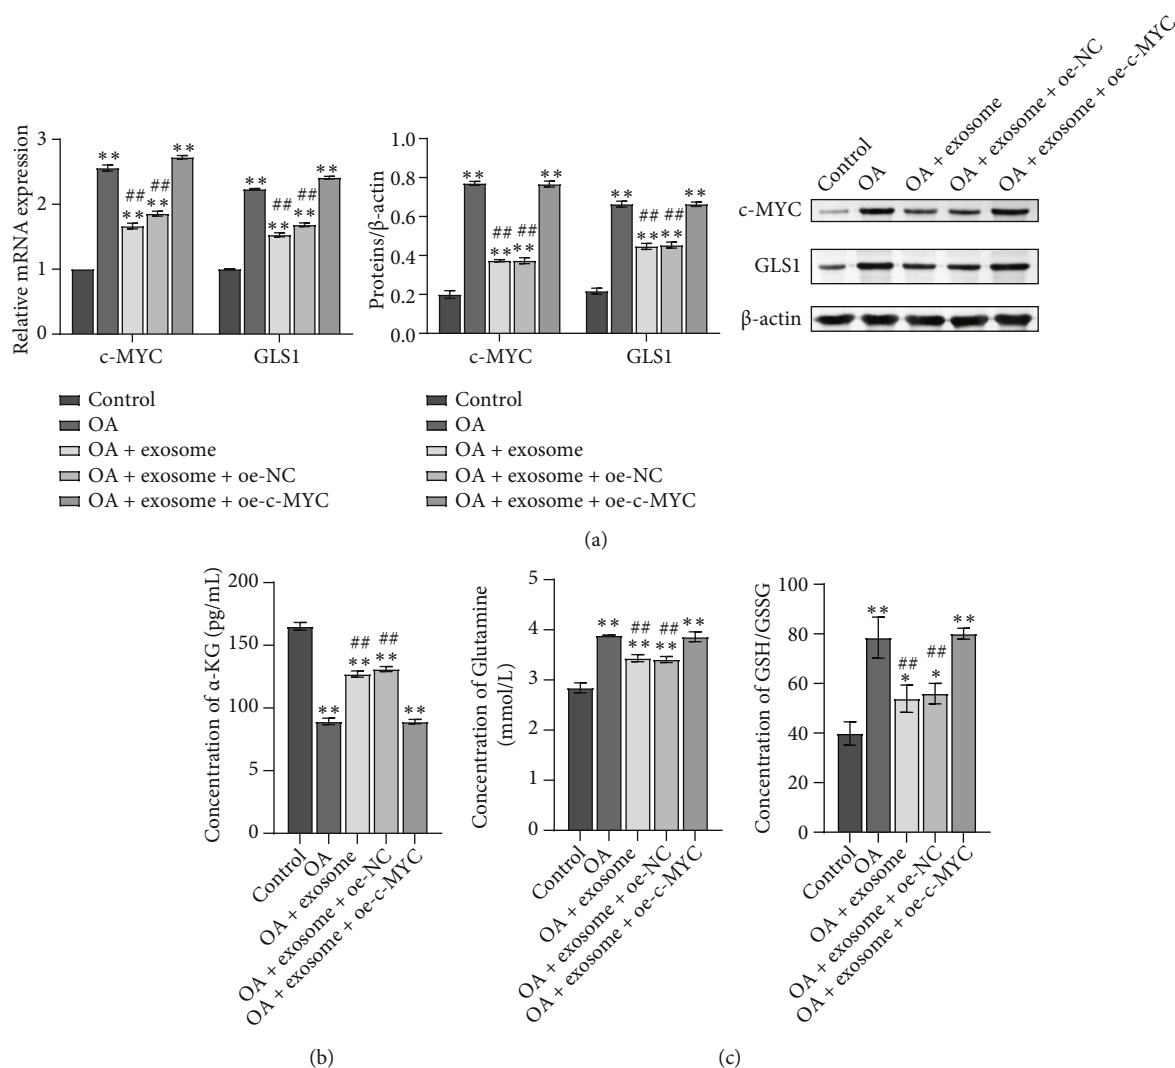 Relative mRNA expression
3
2
1
0
** ## ** ## ** **
** ## ** ## ** **
c-MYC GLS1
Control
OA
OA + exosome
OA + exosome + oe-NC
OA + exosome + oe-c-MYC
Proteins/β-actin
1.0
0.8
0.6
0.4
0.2
0.0
** ## ** ## ** **
** ## ** ## ** **
c-MYC GLS1
Control
OA
OA + exosome
OA + exosome + oe-NC
OA + exosome + oe-c-MYC
Control
OA
OA + exosome
OA + exosome + oe-NC
OA + exosome + oe-c-MYC
c-MYC
GLS1
β-actin
(a)
Concentration of α-KG (pg/mL)
200
150
100
50
0
** ## ** ## ** **
Control
OA
OA + exosome
OA + exosome + oe-NC
OA + exosome + oe-c-MYC
(b)
Concentration of Glutamine
(mmol/L)
5
4
3
2
1
0
** ## ** ## ** **
Control
OA
OA + exosome
OA + exosome + oe-NC
OA + exosome + oe-c-MYC
Concentration of GSH/GSSG
100
80
60
40
20
0
** ## * ## * **
Control
OA
OA + exosome
OA + exosome + oe-NC
OA + exosome + oe-c-MYC
(c)